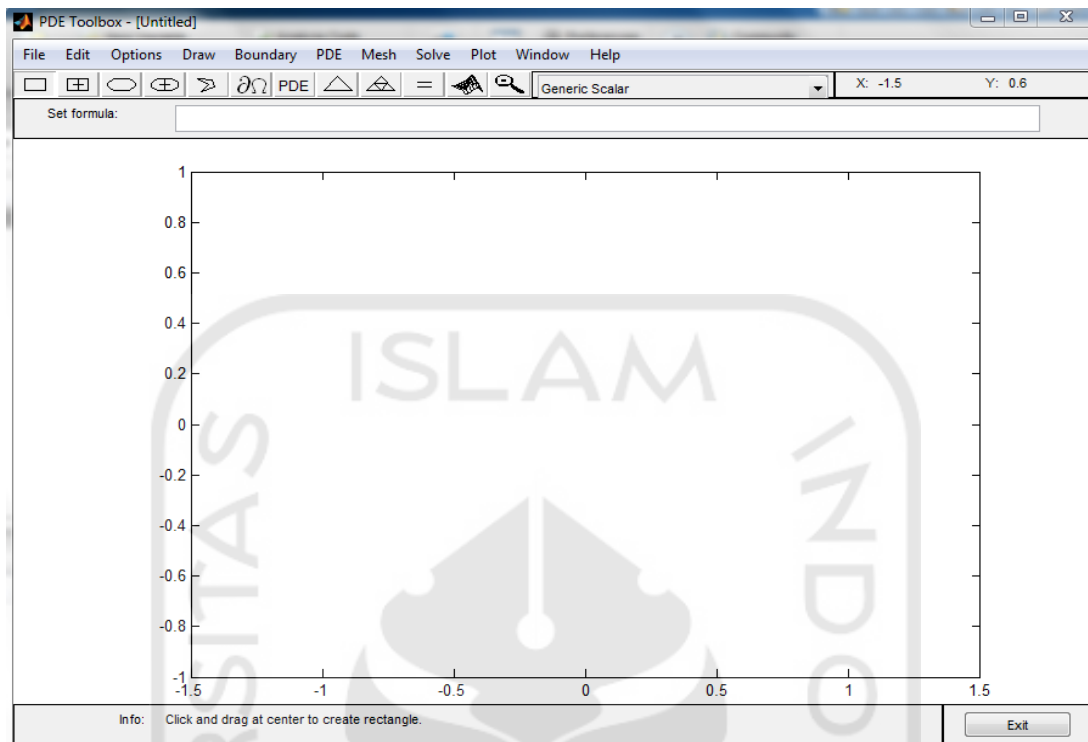 PDE Toolbox - [Untitled]
File Edit Options Draw Boundary PDE Mesh Solve Plot Window Help
∂Ω PDE = Generic Scalar X: -1.5 Y: 0.6
Set formula:
1
0.8
0.6
0.4
0.2
0
-0.2
-0.4
-0.6
-0.8
-1
-1.5 -1 -0.5 0 0.5 1 1.5
ISLAM
INDO
RSITAS
Info: Click and drag at center to create rectangle.
Exit